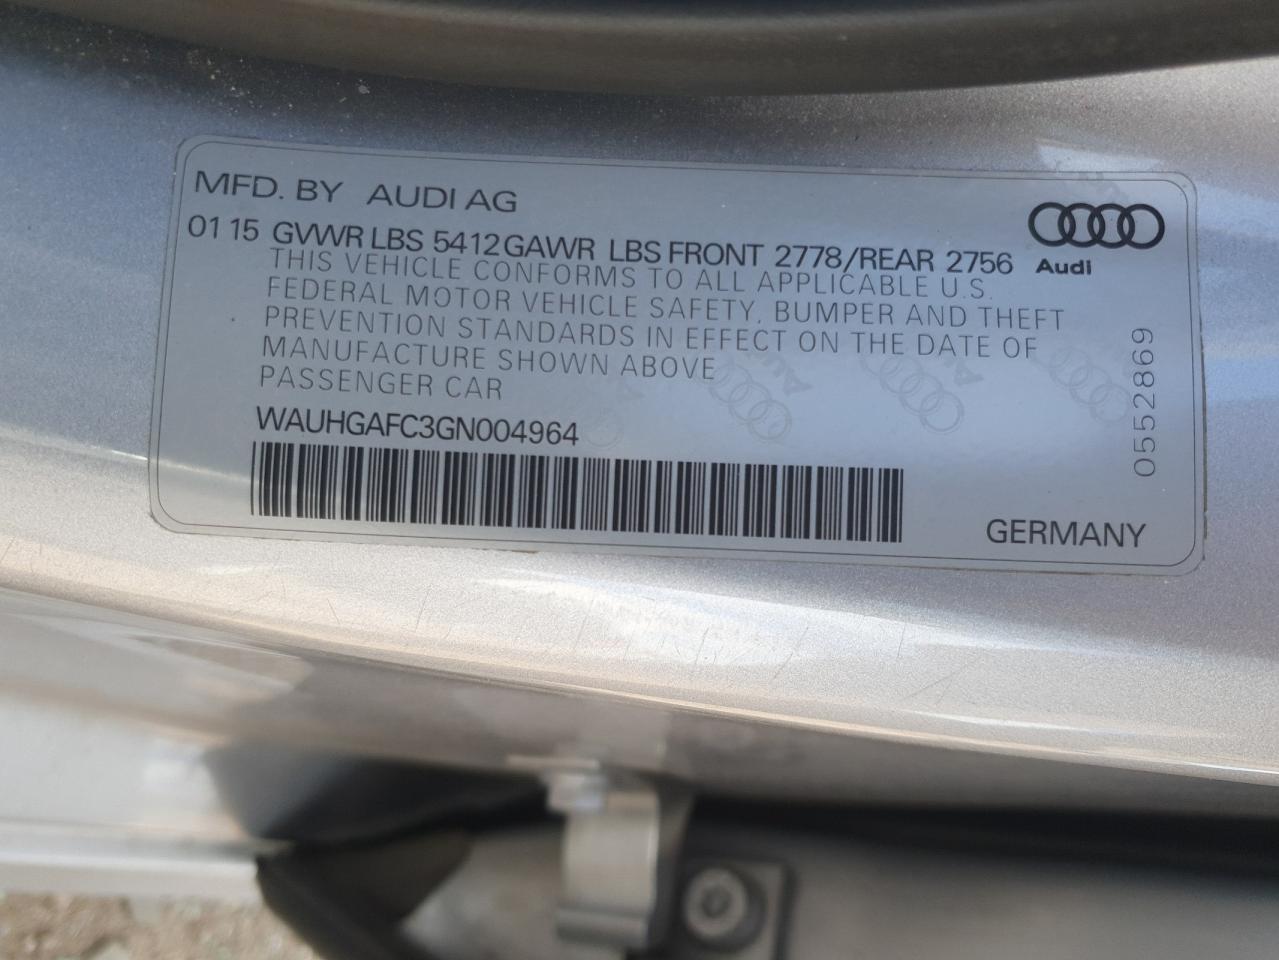 MFD. BY AUDI AG
01 15 GVWR LBS 5412 GAWR LBS FRONT 2778/REAR 2756
Audi
THIS VEHICLE CONFORMS TO ALL APPLICABLE U.S.
FEDERAL MOTOR VEHICLE SAFETY, BUMPER AND THEFT
PREVENTION STANDARDS IN EFFECT ON THE DATE OF
MANUFACTURE SHOWN ABOVE
PASSENGER CAR
WAUHGAFC3GN004964
0552869
GERMANY